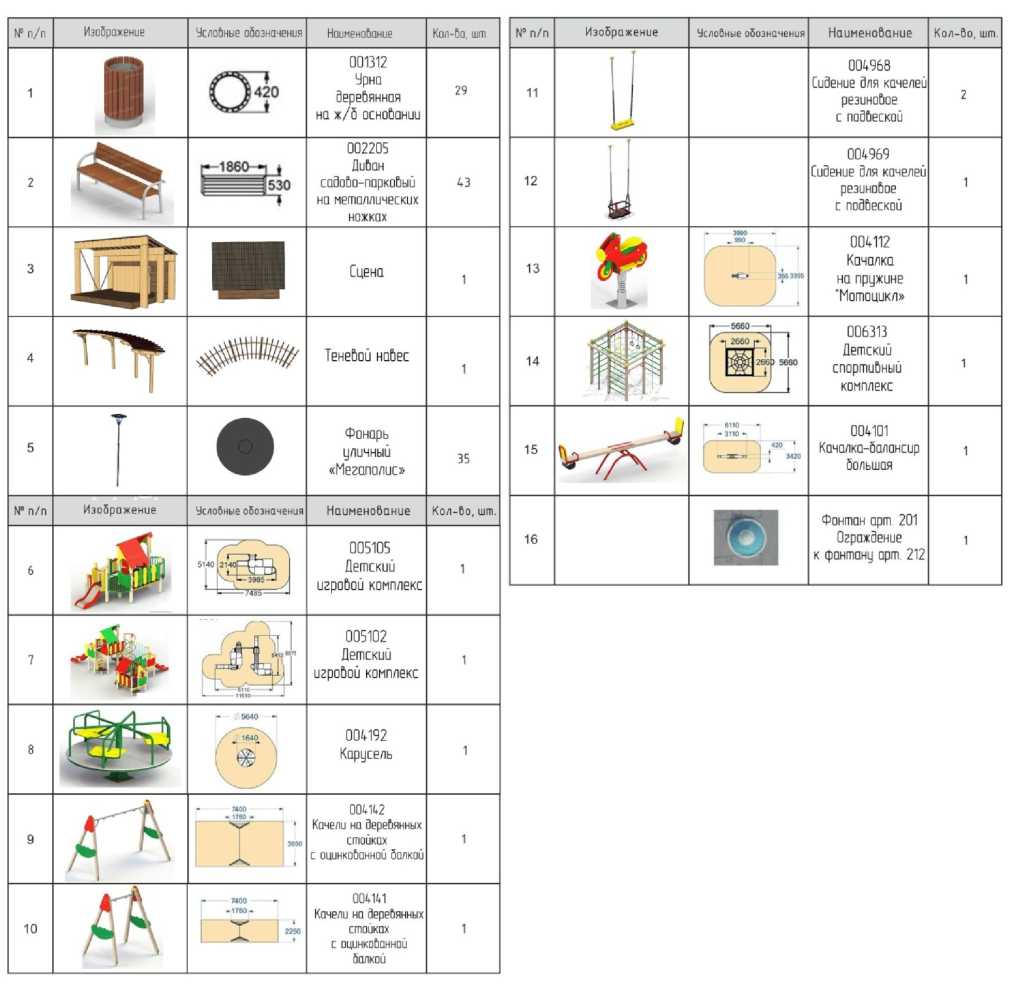 № п/п Изображение Условные обозначения Наименование Кол-во, шт.
1
420
001312
Урна
деревянная
на ж/б основании
29
2
1860
530
002205
Диван
садово-парковый
на металлических
ножках
43
3
Сцена
1
4
Теневой навес
1
5
Фонарь
уличный
«Мегаполис»
35
№ п/п Изображение Условные обозначения Наименование Кол-во, шт.
6
5140
2140
3985
7485
005105
Детский
игровой комплекс
1
7
005102
Детский
игровой комплекс
1
8
5640
1640
004192
Карусель
1
9
7400
1760
004142
Качели на деревянных
стойках
с оцинкованной балкой
1
10
7400
1760
2250
004141
Качели на деревянных
стойках
с оцинкованной
балкой
1
№ п/п Изображение Условные обозначения Наименование Кол-во, шт.
11
004968
Сидение для качелей
резиновое
с подвеской
2
12
004969
Сидение для качелей
резиновое
с подвеской
1
13
004112
Качалка
на пружине
"Мотоцикл»
1
14
5660
2660
2660 5660
006313
Детский
спортивный
комплекс
1
15
6110
3110
420
3420
004101
Качалка-балансир
большая
1
16
Фонтан арт. 201
Ограждение
к фонтану арт. 212
1